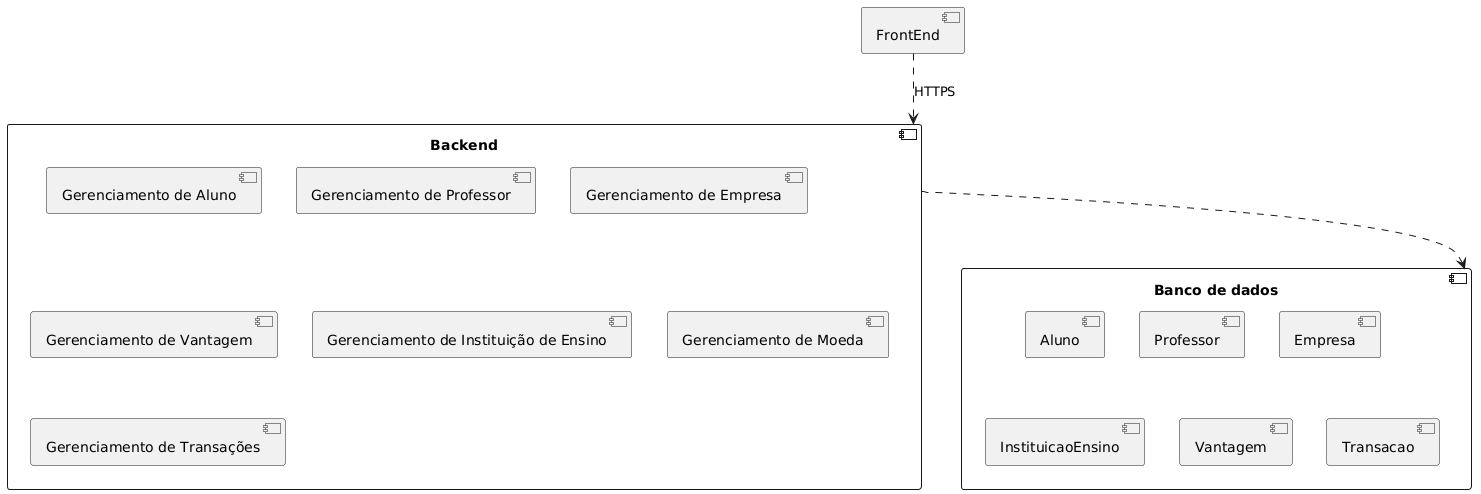 FrontEnd
HTTPS
Backend
Gerenciamento de Aluno
Gerenciamento de Professor
Gerenciamento de Empresa
Gerenciamento de Vantagem
Gerenciamento de Instituição de Ensino
Gerenciamento de Moeda
Gerenciamento de Transações
Banco de dados
Aluno
Professor
Empresa
InstituicaoEnsino
Vantagem
Transacao